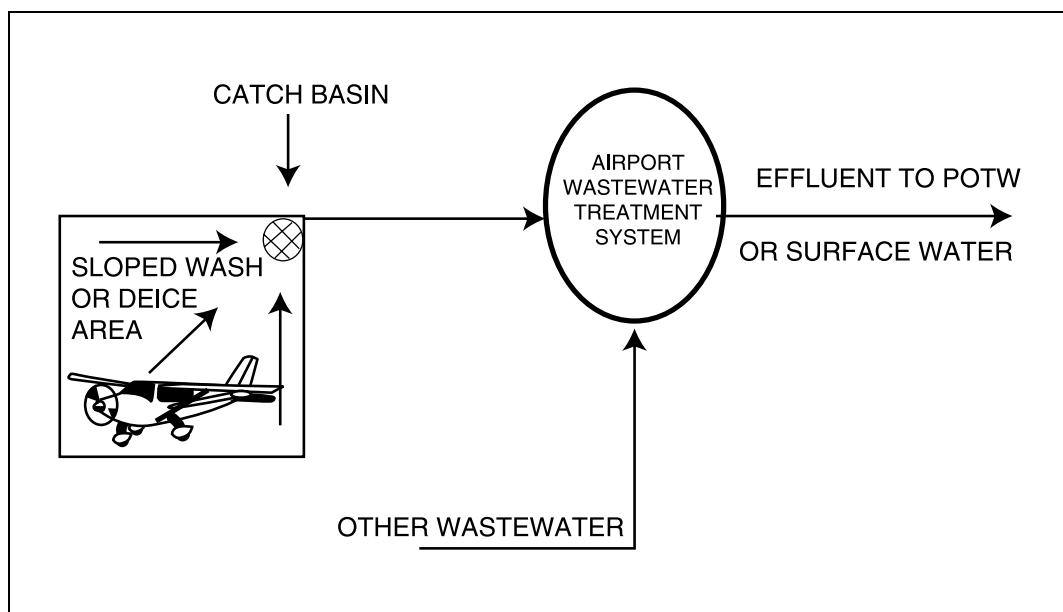 CATCH BASIN
SLOPED WASH
OR DEICE
AREA
AIRPORT
WASTEWATER
TREATMENT
SYSTEM
EFFLUENT TO POTW
OR SURFACE WATER
OTHER WASTEWATER